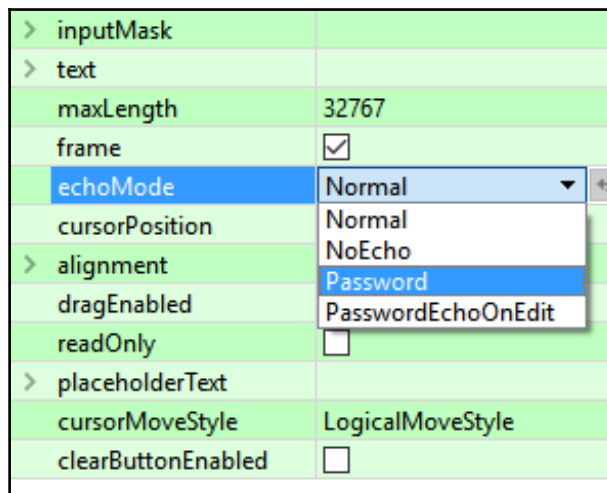 inputMask
text
maxLength 32767
frame
echoMode Normal
Normal
cursorPosition
NoEcho
alignment
Password
dragEnabled
PasswordEchoOnEdit
readOnly
placeholderText
cursorMoveStyle LogicalMoveStyle
clearButtonEnabled